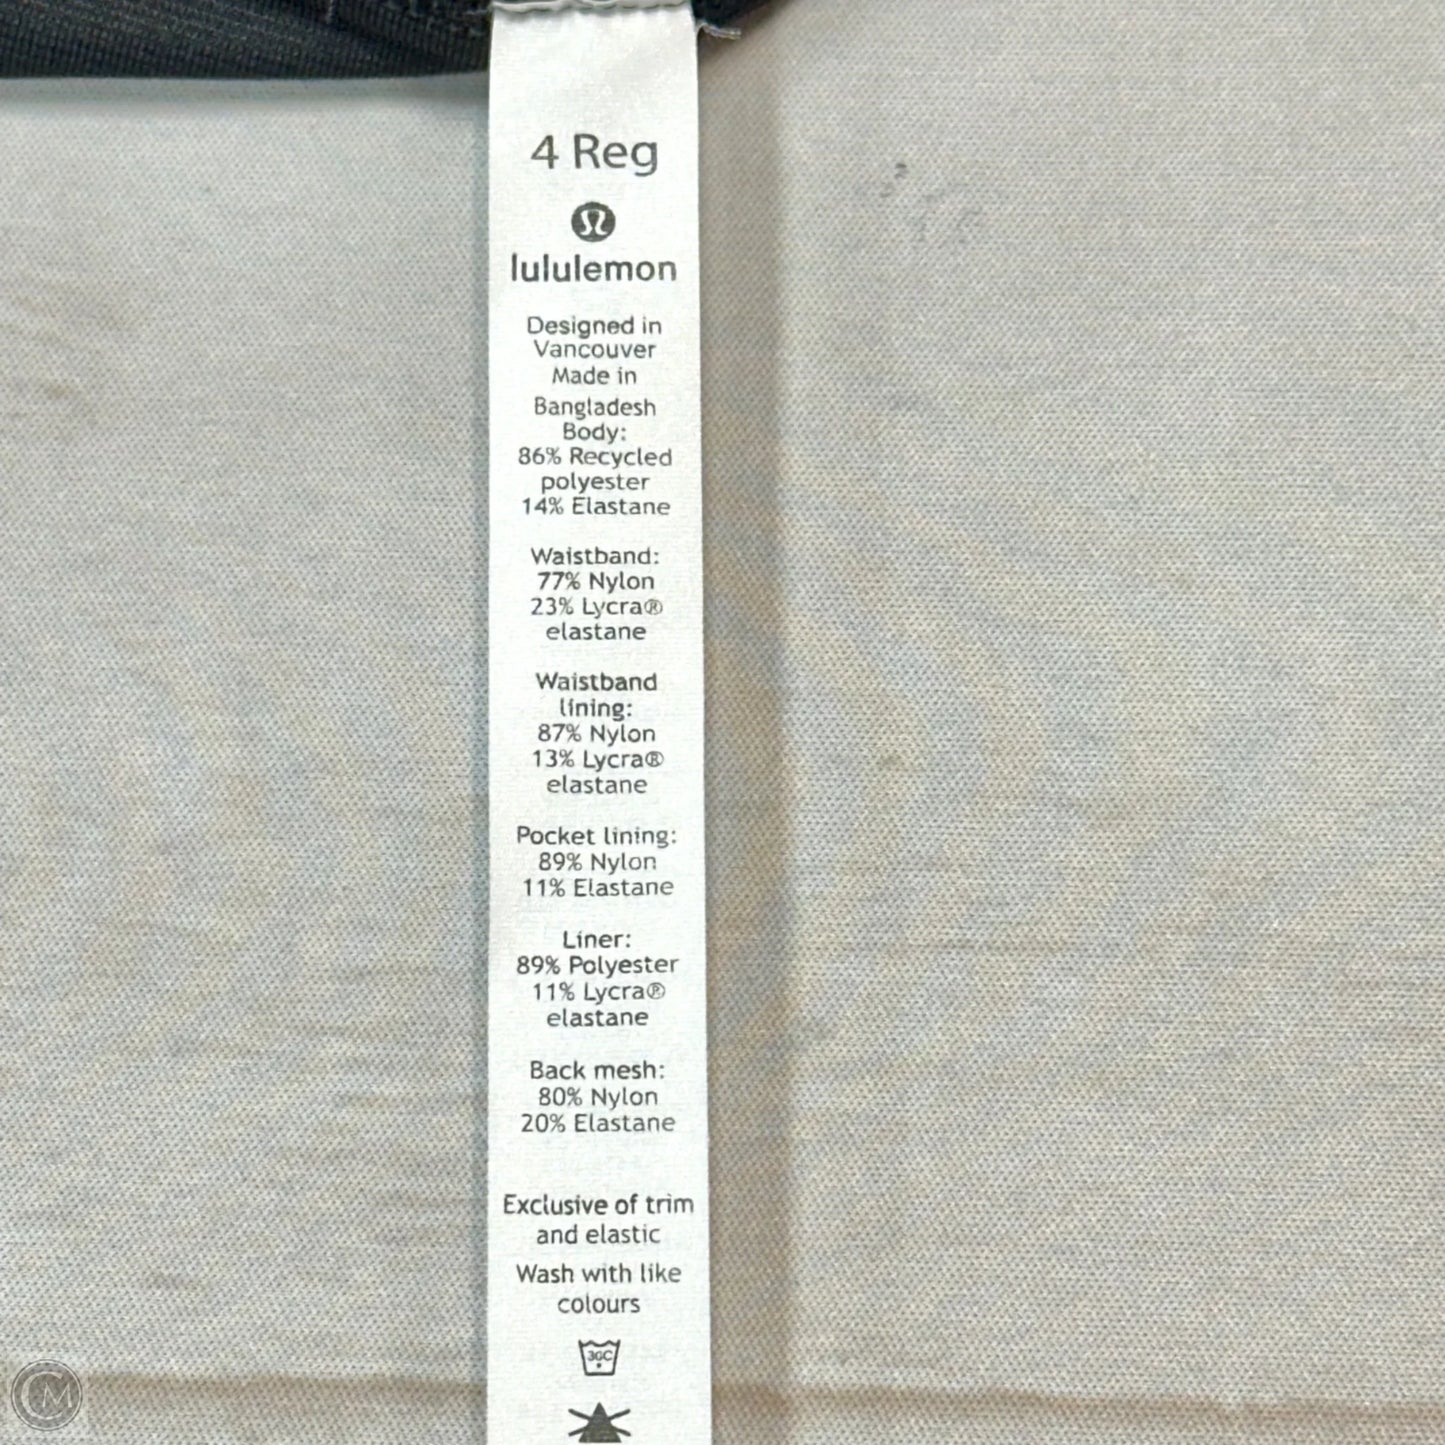 4 Reg
lululemon
Designed in
Vancouver
Made in
Bangladesh
Body:
86% Recycled
polyester
14% Elastane
Waistband:
77% Nylon
23% Lycra®
elastane
Waistband
lining:
87% Nylon
13% Lycra®
elastane
Pocket lining:
89% Nylon
11% Elastane
Liner:
89% Polyester
11% Lycra®
elastane
Back mesh:
80% Nylon
20% Elastane
Exclusive of trim
and elastic
Wash with like
colours
30C
CM